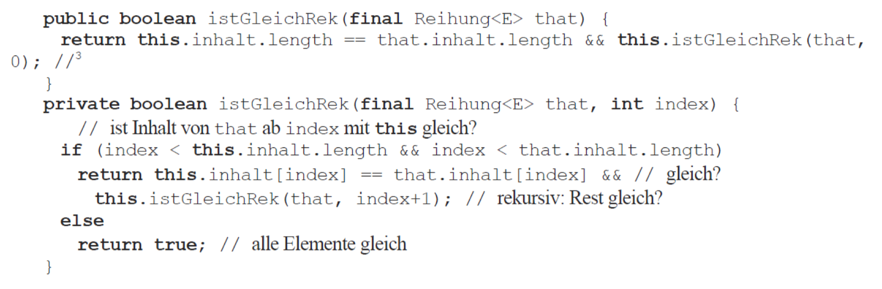 public boolean istGleichRek(final Reihung<E> that) {
return this.inhalt.length == that.inhalt.length && this.istGleichRek(that,
0); //3
}
private boolean istGleichRek(final Reihung<E> that, int index) {
// ist Inhalt von that ab index mit this gleich?
if (index < this.inhalt.length && index < that.inhalt.length)
return this.inhalt[index] == that.inhalt[index] && // gleich?
this.istGleichRek(that, index+1); // rekursiv: Rest gleich?
else
return true; // alle Elemente gleich
}